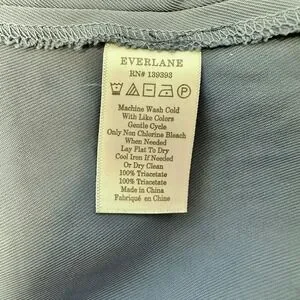 EVERLANE
RN# 139393
Machine Wash Cold
With Like Colors
Gentle Cycle
Only Non Chlorine Bleach
When Needed
Lay Flat To Dry
Cool Iron If Needed
Or Dry Clean
100% Triacetate
100% Triacetate
Made in China
Fabriqué en Chine